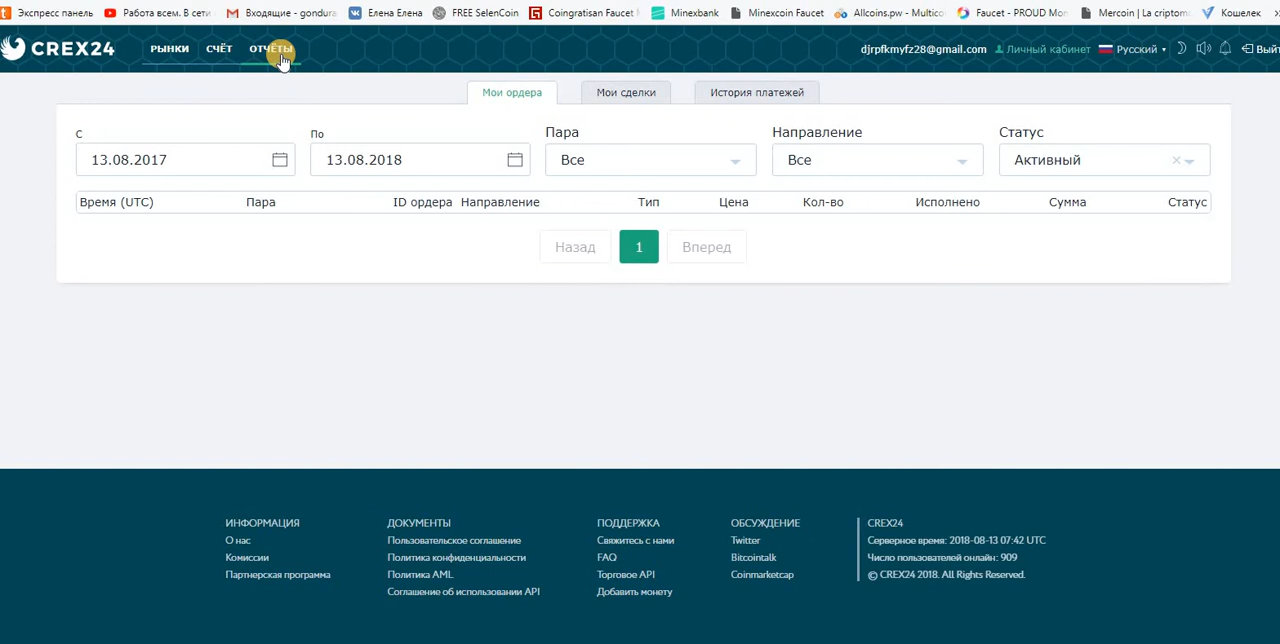 Экспресс панель Работа всем. В сети Входящие - gondura Елена Елена FREE SelenCoin Coingratisan Faucet Minexbank Minexcoin Faucet Allcoins.pw - Multico Faucet - PROUD Mon Mercoin | La criptom Кошелек
CREX24 РЫНКИ СЧЁТ ОТЧЁТЫ djrpfkmyfz28@gmail.com Личный кабинет Русский Выйт
Мои ордера Мои сделки История платежей
С По Пара Направление Статус
13.08.2017 13.08.2018 Все Все Активный
Время (UTC) Пара ID ордера Направление Тип Цена Кол-во Исполнено Сумма Статус
Назад 1 Вперед
ИНФОРМАЦИЯ ДОКУМЕНТЫ ПОДДЕРЖКА ОБСУЖДЕНИЕ CREX24
О нас Пользовательское соглашение Свяжитесь с нами Twitter Серверное время: 2018-08-13 07:42 UTC
Комиссии Политика конфиденциальности FAQ Bitcointalk Число пользователей онлайн: 909
Партнерская программа Политика AML Торговое API Coinmarketcap © CREX24 2018. All Rights Reserved.
Соглашение об использовании API Добавить монету